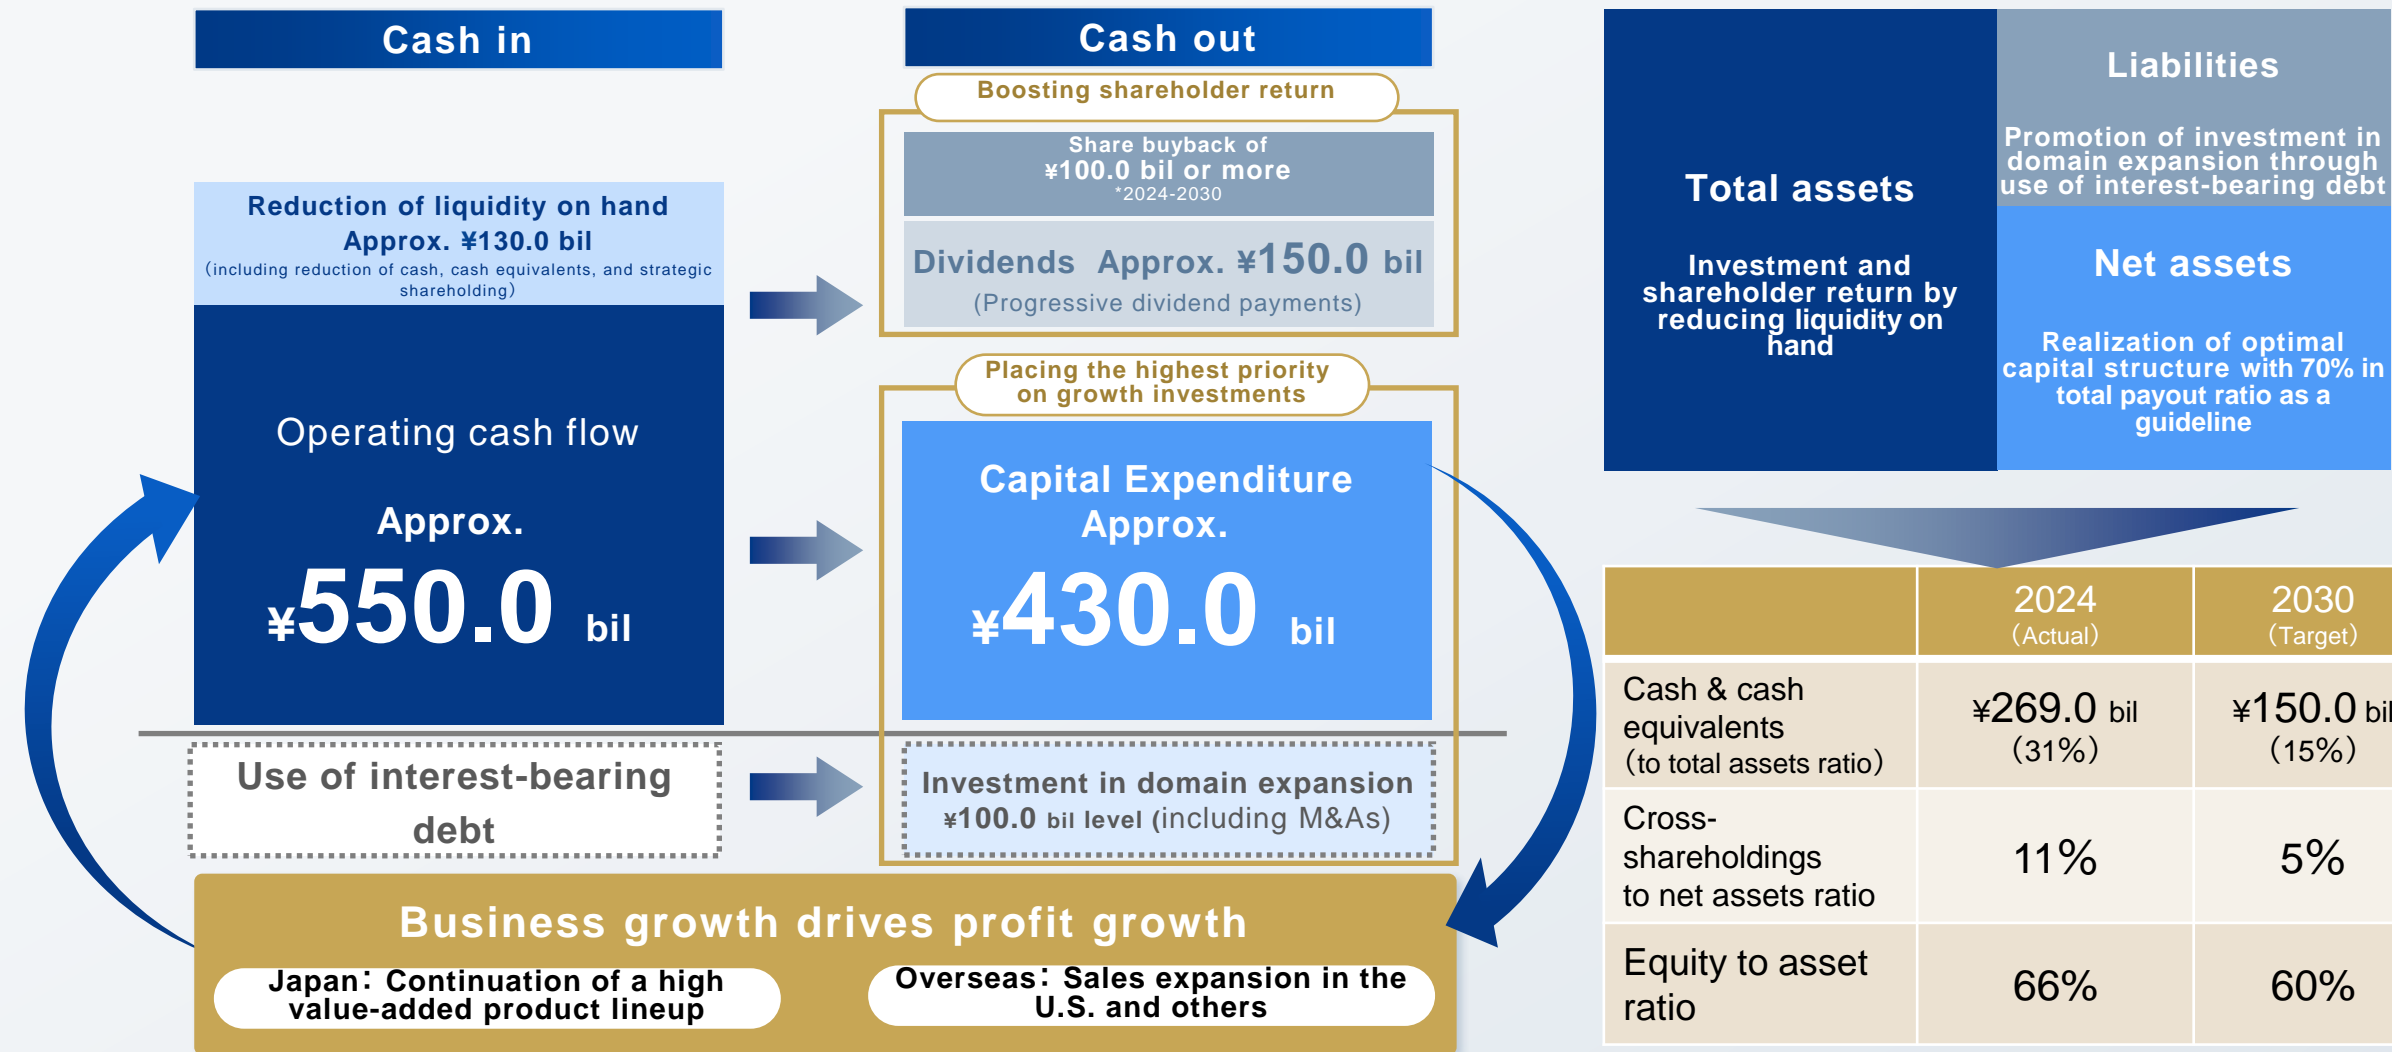 Cash in
Reduction of liquidity on hand
Approx. ¥130.0 bil
(including reduction of cash, cash equivalents, and strategic
shareholding)
Operating cash flow
Approx.
¥550.0 bil
Use of interest-bearing
debt
Cash out
Boosting shareholder return
Share buyback of
¥100.0 bil or more
*2024-2030
Dividends Approx. ¥150.0 bil
(Progressive dividend payments)
Placing the highest priority
on growth investments
Capital Expenditure
Approx.
¥430.0 bil
Investment in domain expansion
¥100.0 bil level (including M&As)
Business growth drives profit growth
Japan: Continuation of a high
value-added product lineup
Overseas: Sales expansion in the
U.S. and others
Total assets
Investment and
shareholder return by
reducing liquidity on
hand
Liabilities
Promotion of investment in
domain expansion through
use of interest-bearing debt
Net assets
Realization of optimal
capital structure with 70% in
total payout ratio as a
guideline
2024
(Actual)
2030
(Target)
Cash & cash
equivalents
(to total assets ratio)
¥269.0 bil
(31%)
¥150.0 bil
(15%)
Cross-
shareholdings
to net assets ratio
11%
5%
Equity to asset
ratio
66%
60%